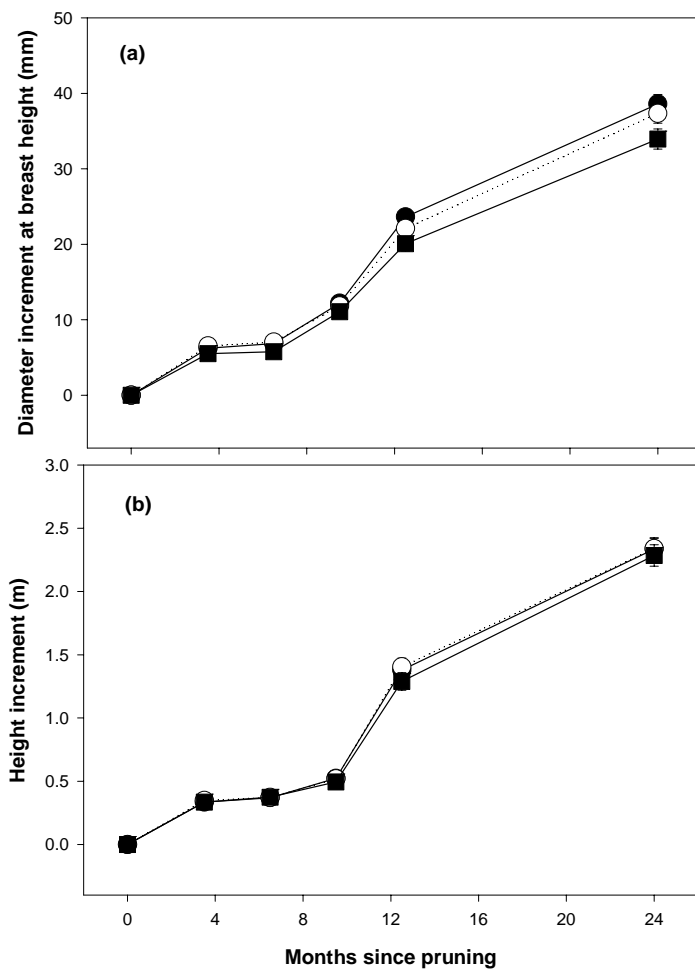 Diameter increment at breast height (mm)
50
40
30
20
10
0
(a)
Height increment (m)
3.0
2.5
2.0
1.5
1.0
0.5
0.0
(b)
0 4 8 12 16 20 24
Months since pruning